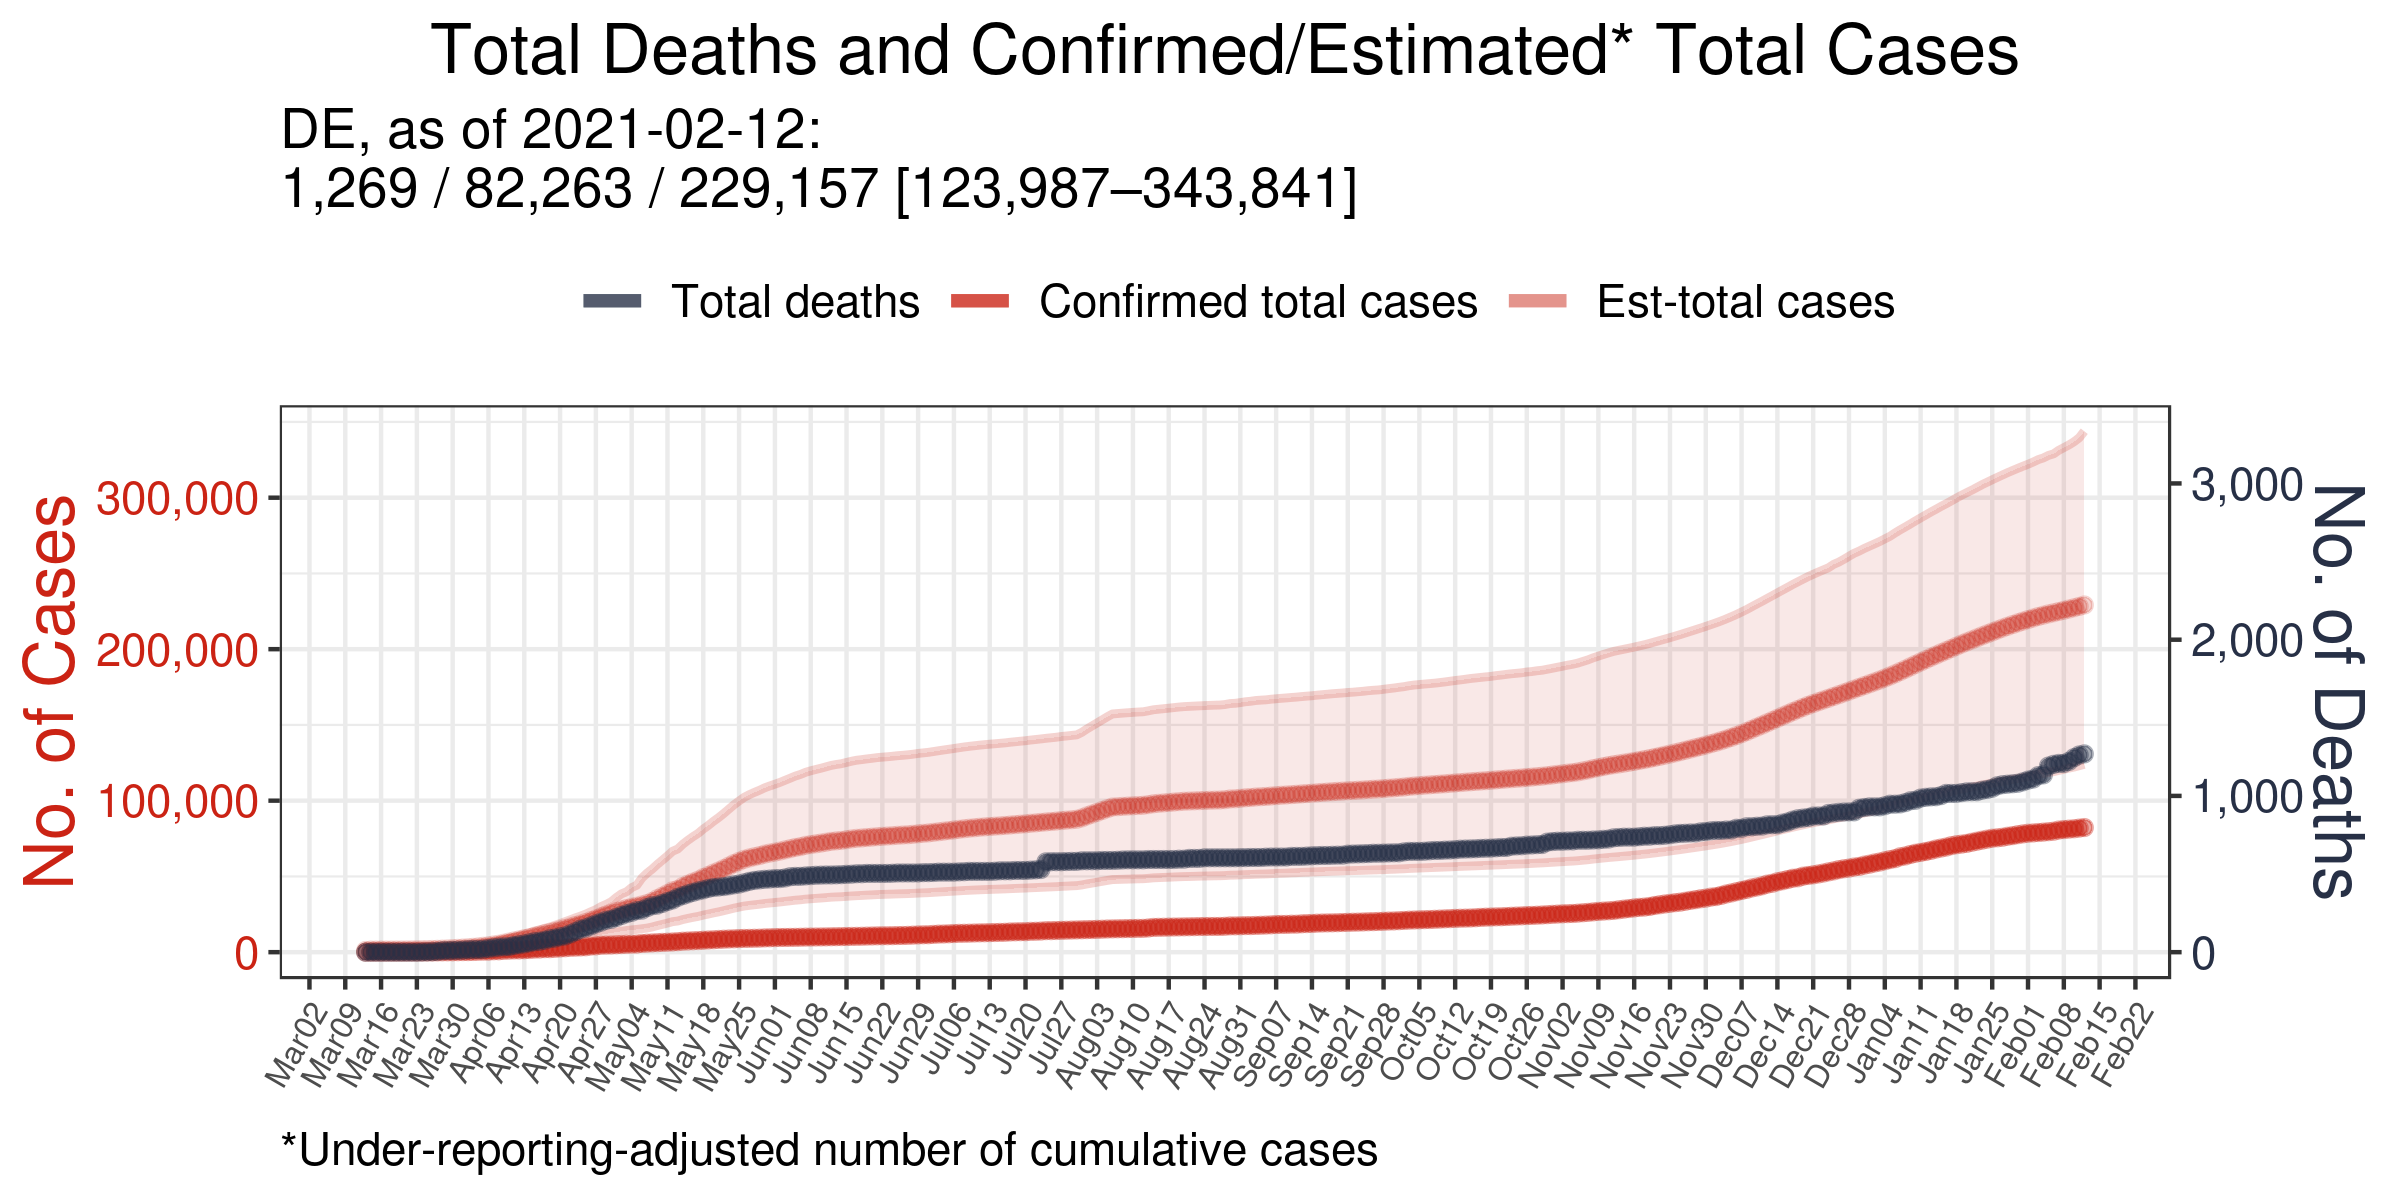 Total Deaths and Confirmed/Estimated* Total Cases
DE, as of 2021-02-12:
1,269 / 82,263 / 229,157 [123,987–343,841]
Total deaths
Confirmed total cases
Est-total cases
No. of Cases
300,000
200,000
100,000
0
3,000
2,000
1,000
0
No. of Deaths
Mar02
Mar09
Mar16
Mar23
Mar30
Apr06
Apr13
Apr20
Apr27
May04
May11
May18
May25
Jun01
Jun08
Jun15
Jun22
Jun29
Jul06
Jul13
Jul20
Jul27
Aug03
Aug10
Aug17
Aug24
Aug31
Sep07
Sep14
Sep21
Sep28
Oct05
Oct12
Oct19
Oct26
Nov02
Nov09
Nov16
Nov23
Nov30
Dec07
Dec14
Dec21
Dec28
Jan04
Jan11
Jan18
Jan25
Feb01
Feb08
Feb15
Feb22
*Under-reporting-adjusted number of cumulative cases